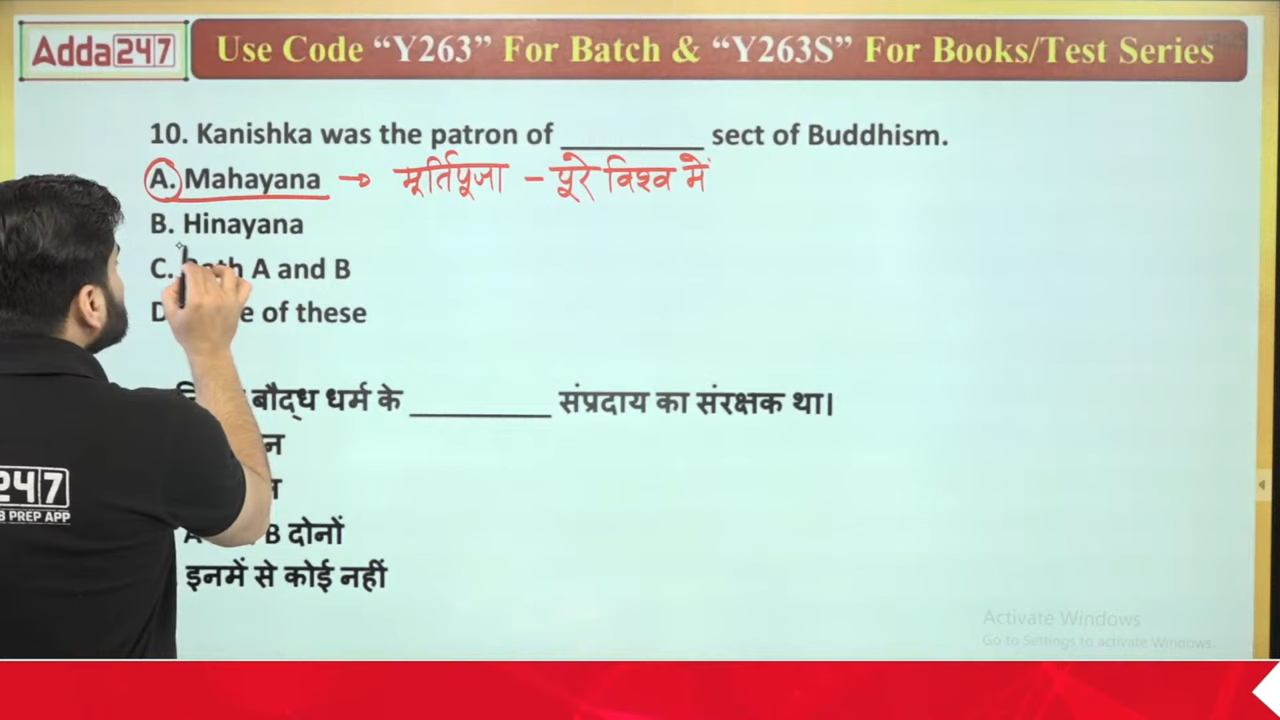 Adda247 Use Code “Y263” For Batch & “Y263S” For Books/Test Series
10. Kanishka was the patron of __________ sect of Buddhism.
A. Mahayana → मूर्तिपूजा – पूरे विश्व में
B. Hinayana
C. A and B
of these
बौद्ध धर्म के __________ संप्रदाय का संरक्षक था।
B दोनों
इनमें से कोई नहीं
247
PREP APP
Activate Windows
Go to Settings to activate Windows.